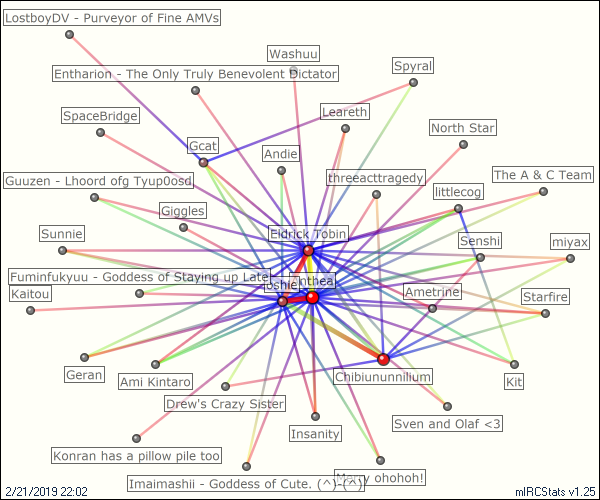 LostboyDV - Purveyor of Fine AMVs
Washuu
Entharion - The Only Truly Benevolent Dictator
Spyral
SpaceBridge
Leareth
North Star
Gcat
Andie
Guuzen - Lhoord ofg Tyup0osd
threeacttragedy
The A & C Team
littlecog
Giggles
Sunnie
Eldrick Tobin
Senshi
miyax
Fuminfukyuu - Goddess of Staying up Late
oshie
nthea
Kaitou
Ametrine
Starfire
Geran
Ami Kintaro
Chibiununnilium
Kit
Drew's Crazy Sister
Insanity
Sven and Olaf <3
Konran has a pillow pile too
Imaimashii - Goddess of Cute. (^)-(^)
Merry ohohoh!
2/21/2019 22:02
mIRCStats v1.25